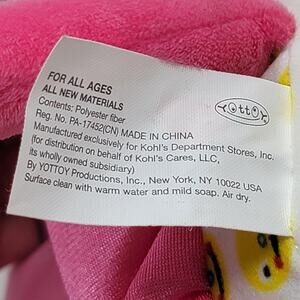 FOR ALL AGES
ALL NEW MATERIALS
Contents: Polyester fiber
Reg. No. PA-17452(CN) MADE IN CHINA
Manufactured exclusively for Kohl's Department Stores, Inc.
(for distribution on behalf of Kohl's Cares, LLC,
Its wholly owned subsidiary)
By YOTTOY Productions, Inc., New York, NY 10022 USA
Surface clean with warm water and mild soap. Air dry.
YOTTOY